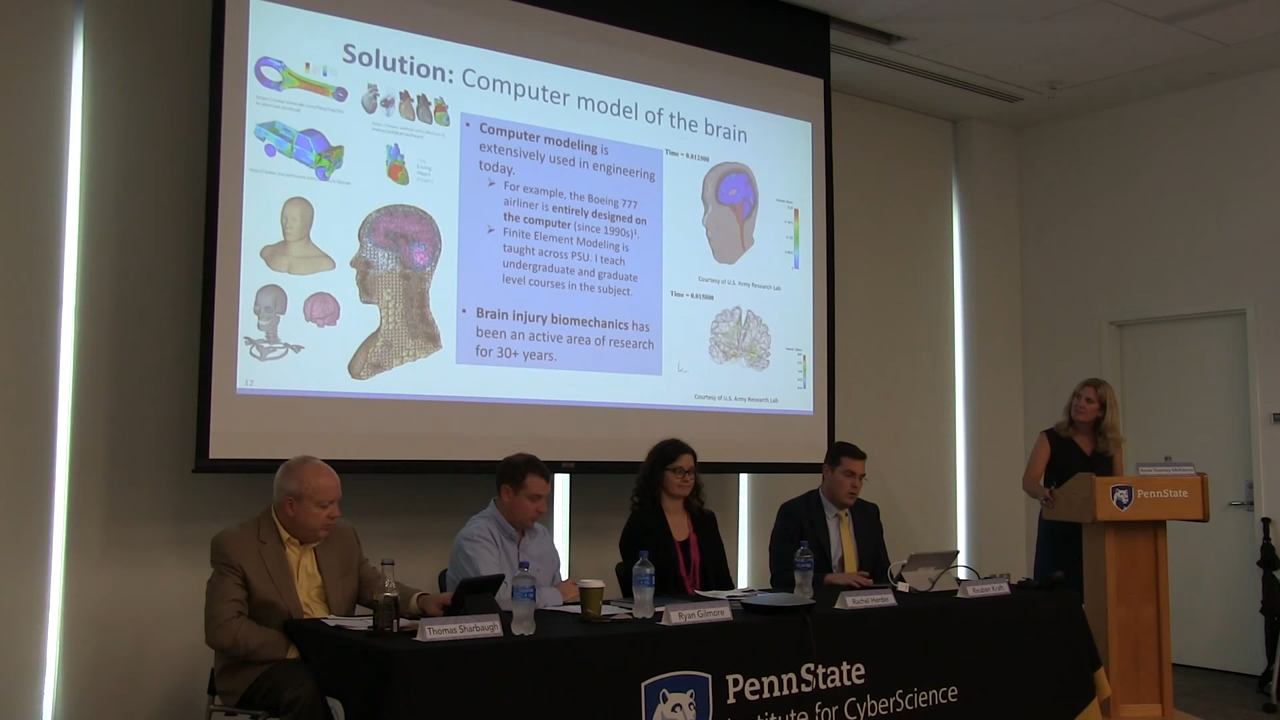 Solution: Computer model of the brain
• Computer modeling is
extensively used in engineering
today.
➢ For example, the Boeing 777
airliner is entirely designed on
the computer (since 1990s)¹.
➢ Finite Element Modeling is
taught across PSU. I teach
undergraduate and graduate
level courses in the subject.
• Brain injury biomechanics has
been an active area of research
for 30+ years.
Time = 0.012500
Courtesy of U.S. Army Research Lab
Time = 0.015000
Courtesy of U.S. Army Research Lab
12
PennState
Thomas Sharbaugh
Ryan Gilmore
Rachel Herder
Reuben Kraft
PennState
Institute for CyberScience